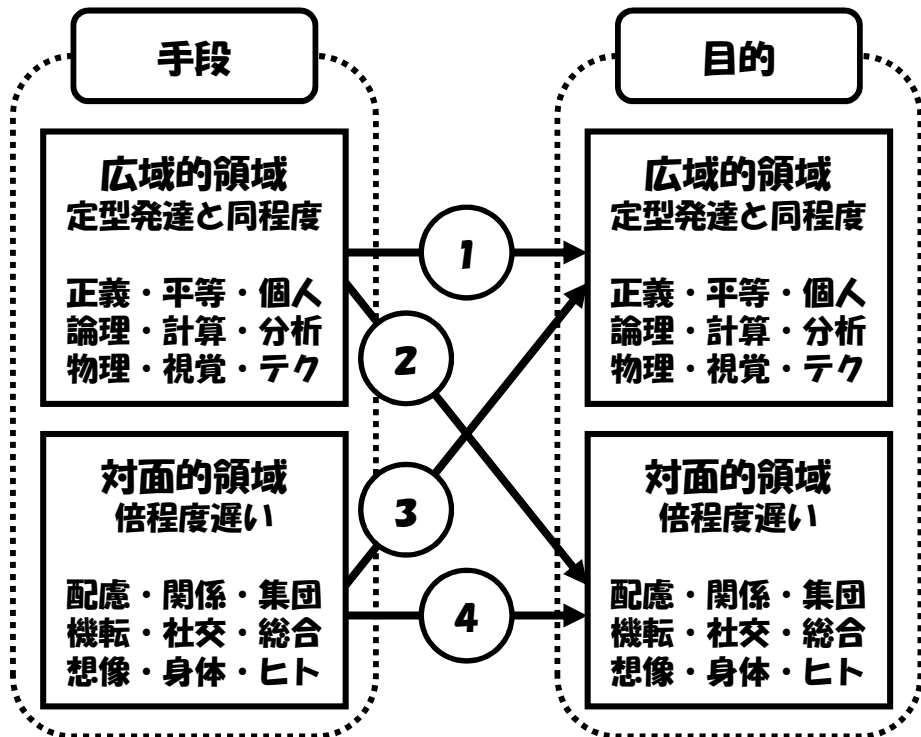 手段
広域的領域
定型発達と同程度
正義・平等・個人
論理・計算・分析
物理・視覚・テク
対面的領域
倍程度遅い
配慮・関係・集団
機転・社交・総合
想像・身体・ヒト
1
2
3
4
目的
広域的領域
定型発達と同程度
正義・平等・個人
論理・計算・分析
物理・視覚・テク
対面的領域
倍程度遅い
配慮・関係・集団
機転・社交・総合
想像・身体・ヒト